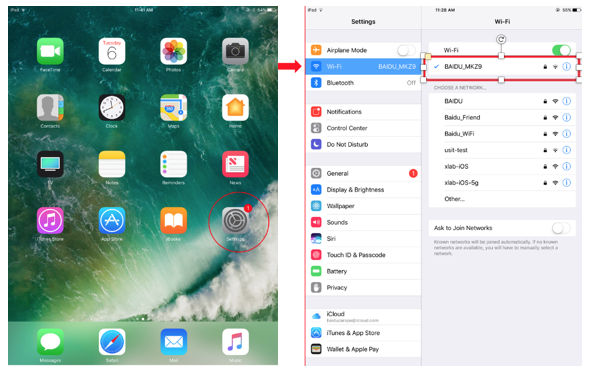 iPad
11:41 AM
54%
Tuesday
6
FaceTime
Calendar
Photos
Camera
Contacts
Clock
Maps
Home
TV
Notes
Reminders
News
1
iTunes Store
App Store
iBooks
Settings
Messages
Safari
Mail
Music
iPod
11:28 AM
55%
Settings
Airplane Mode
Wi-Fi BAIDU_MKZ9
Bluetooth Off
Notifications
Control Center
Do Not Disturb
General 1
Display & Brightness
Wallpaper
Sounds
Siri
Touch ID & Passcode
Battery
Privacy
iCloud
iTunes & App Store
Wallet & Apple Pay
Wi-Fi
Wi-Fi
BAIDU_MKZ9
CHOOSE A NETWORK...
BAIDU
Baidu_Friend
Baidu_WiFi
usit-test
xlab-iOS
xlab-iOS-5g
Other...
Ask to Join Networks
Known networks will be joined automatically. If no known
networks are available, you will have to manually select a
network.